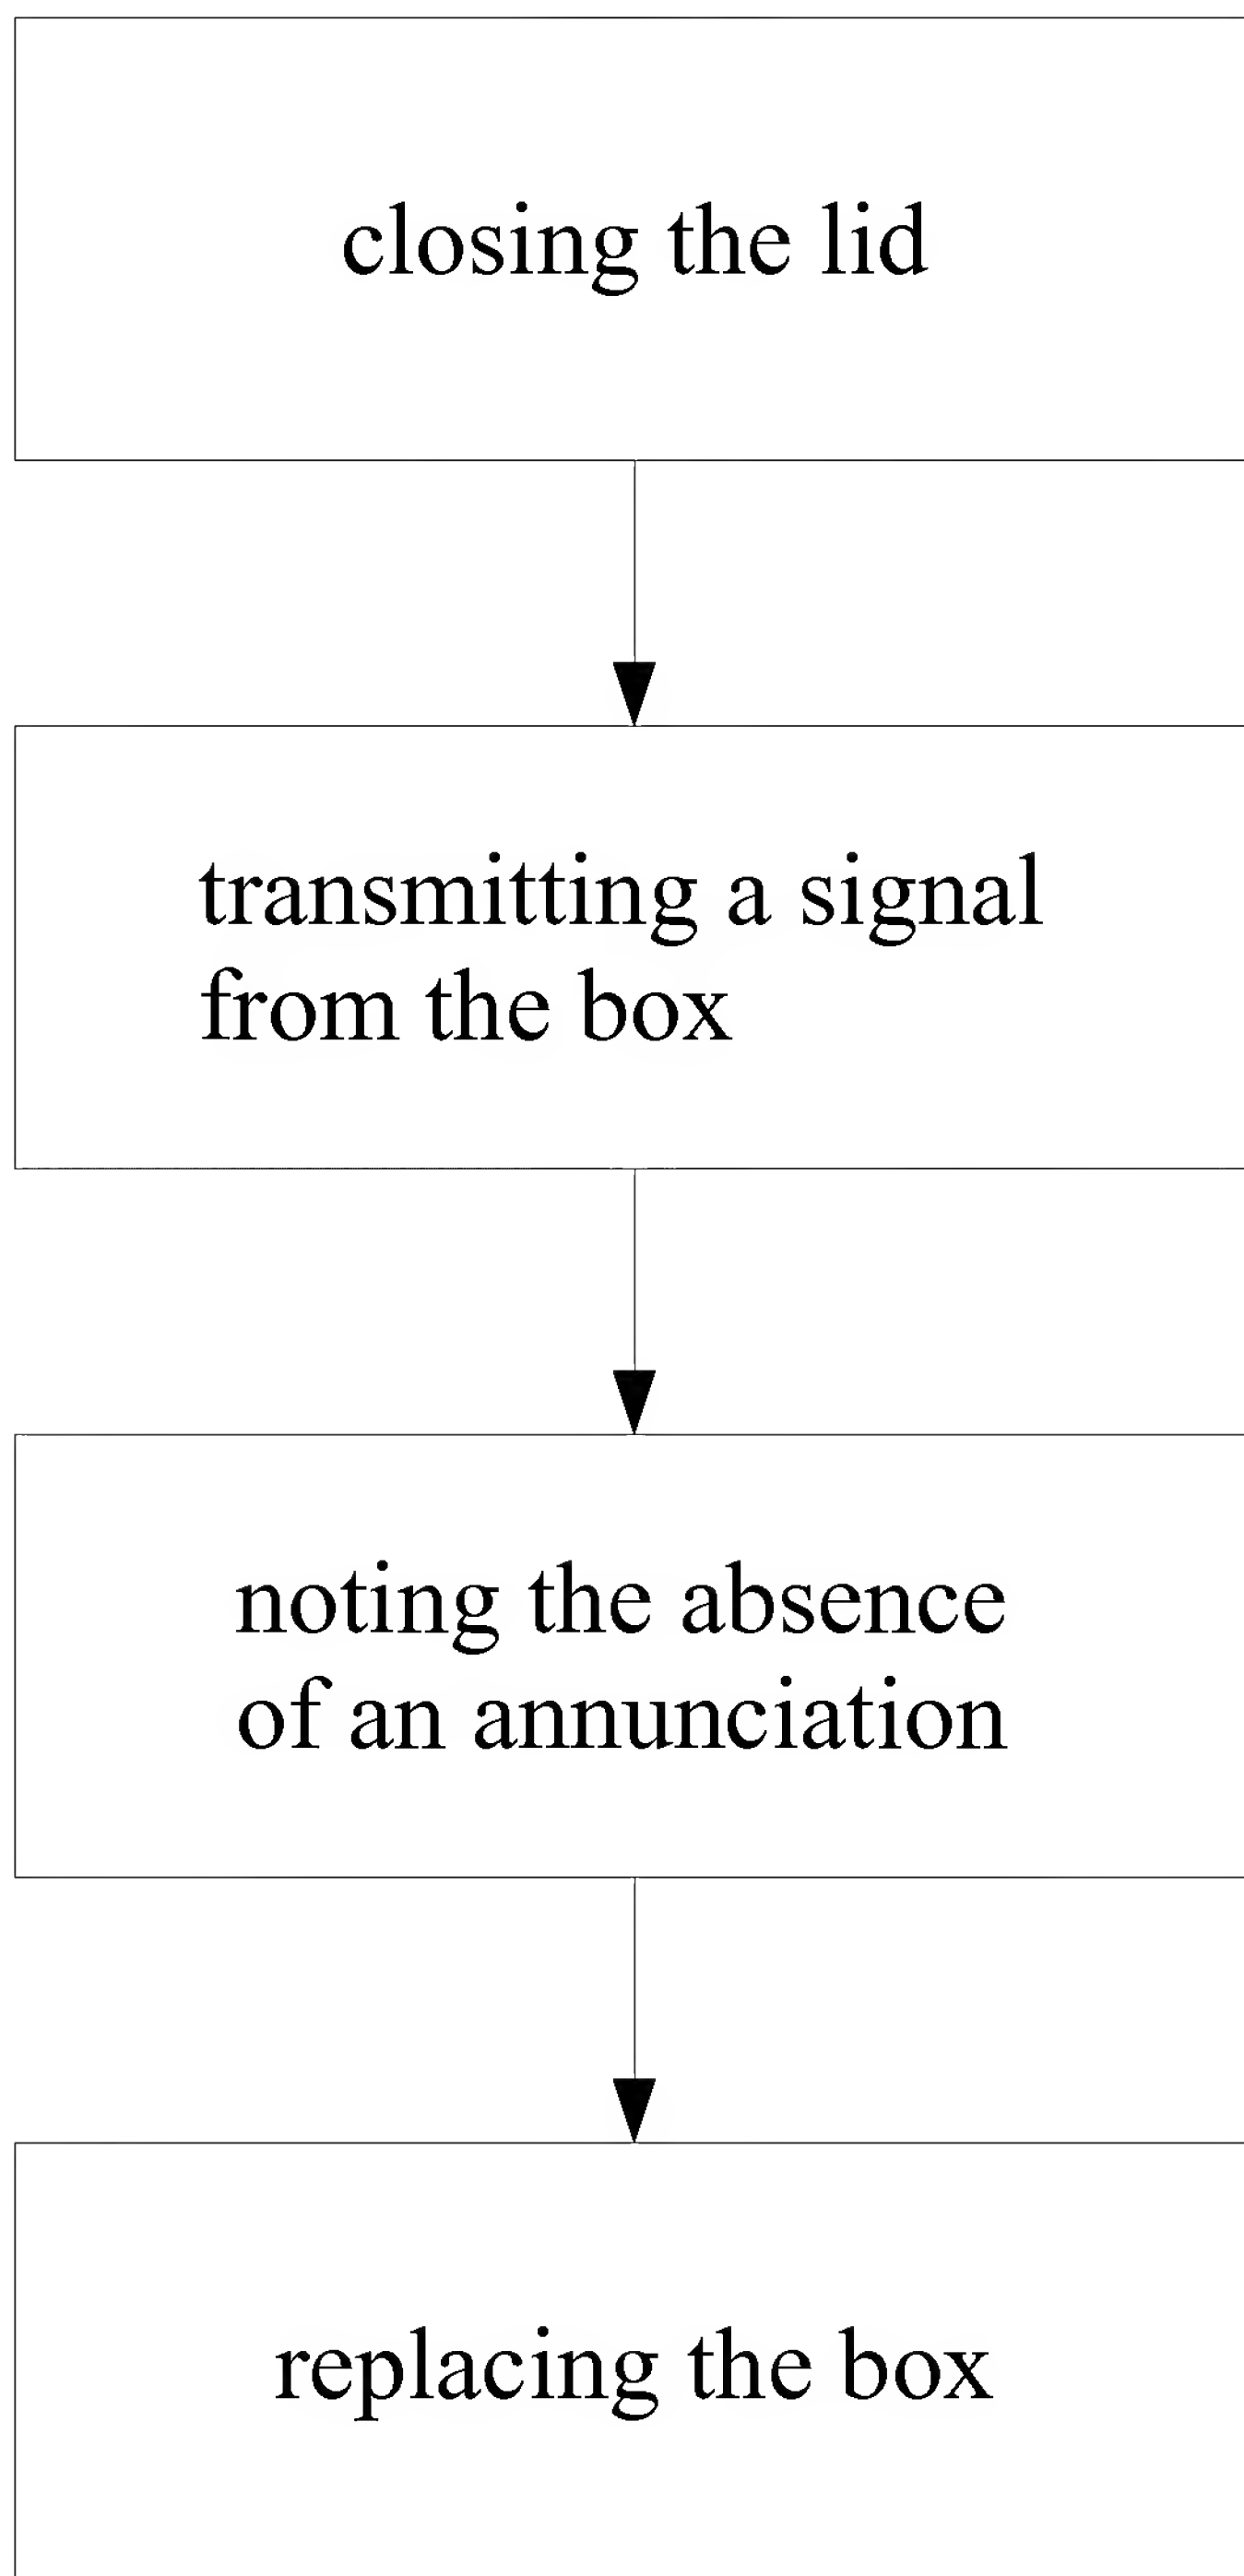 closing the lid
transmitting a signal
from the box
noting the absence
of an annunciation
replacing the box